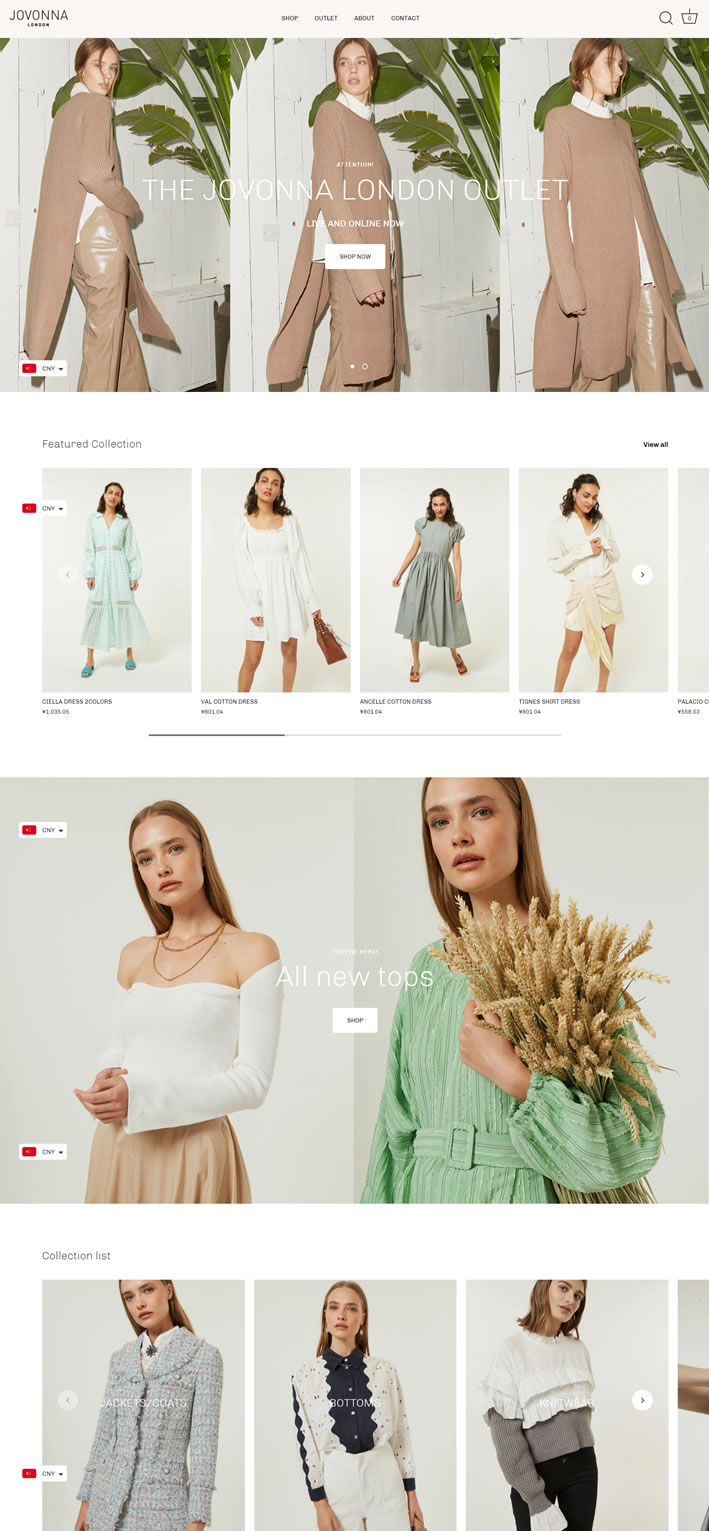 JOVONNA
LONDON
SHOP
OUTLET
ABOUT
CONTACT
0
ATTENTION!
THE JOVONNA LONDON OUTLET
LIVE AND ONLINE NOW
SHOP NOW
CNY
Featured Collection
View all
CNY
CIELLA DRESS 2COLORS
¥1,035.05
VAL COTTON DRESS
¥801.04
ANCELLE COTTON DRESS
¥801.04
TIGNES SHIRT DRESS
¥801.04
PALACIO C
¥558.03
CNY
THEY'RE HERE!
All new tops
SHOP
CNY
Collection list
JACKETS/COATS
BOTTOMS
KNITWEAR
CNY